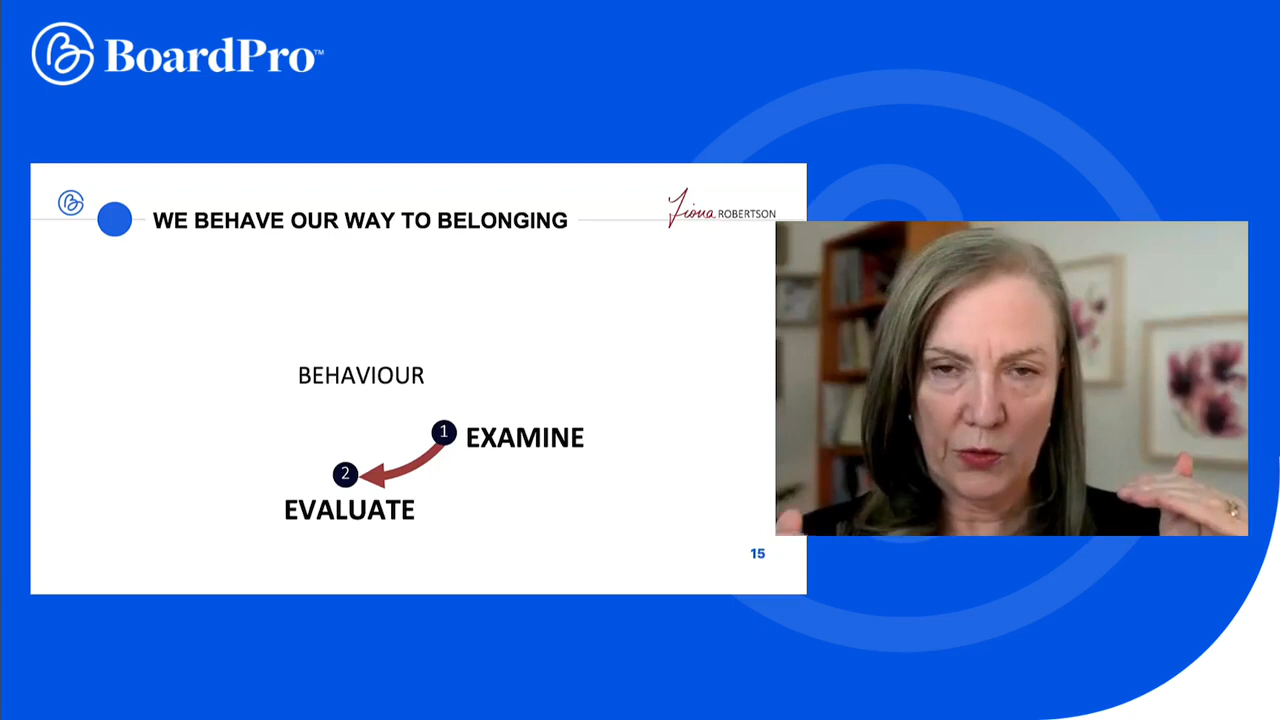 BoardPro™
WE BEHAVE OUR WAY TO BELONGING
Fiona ROBERTSON
BEHAVIOUR
1 EXAMINE
2
EVALUATE
15